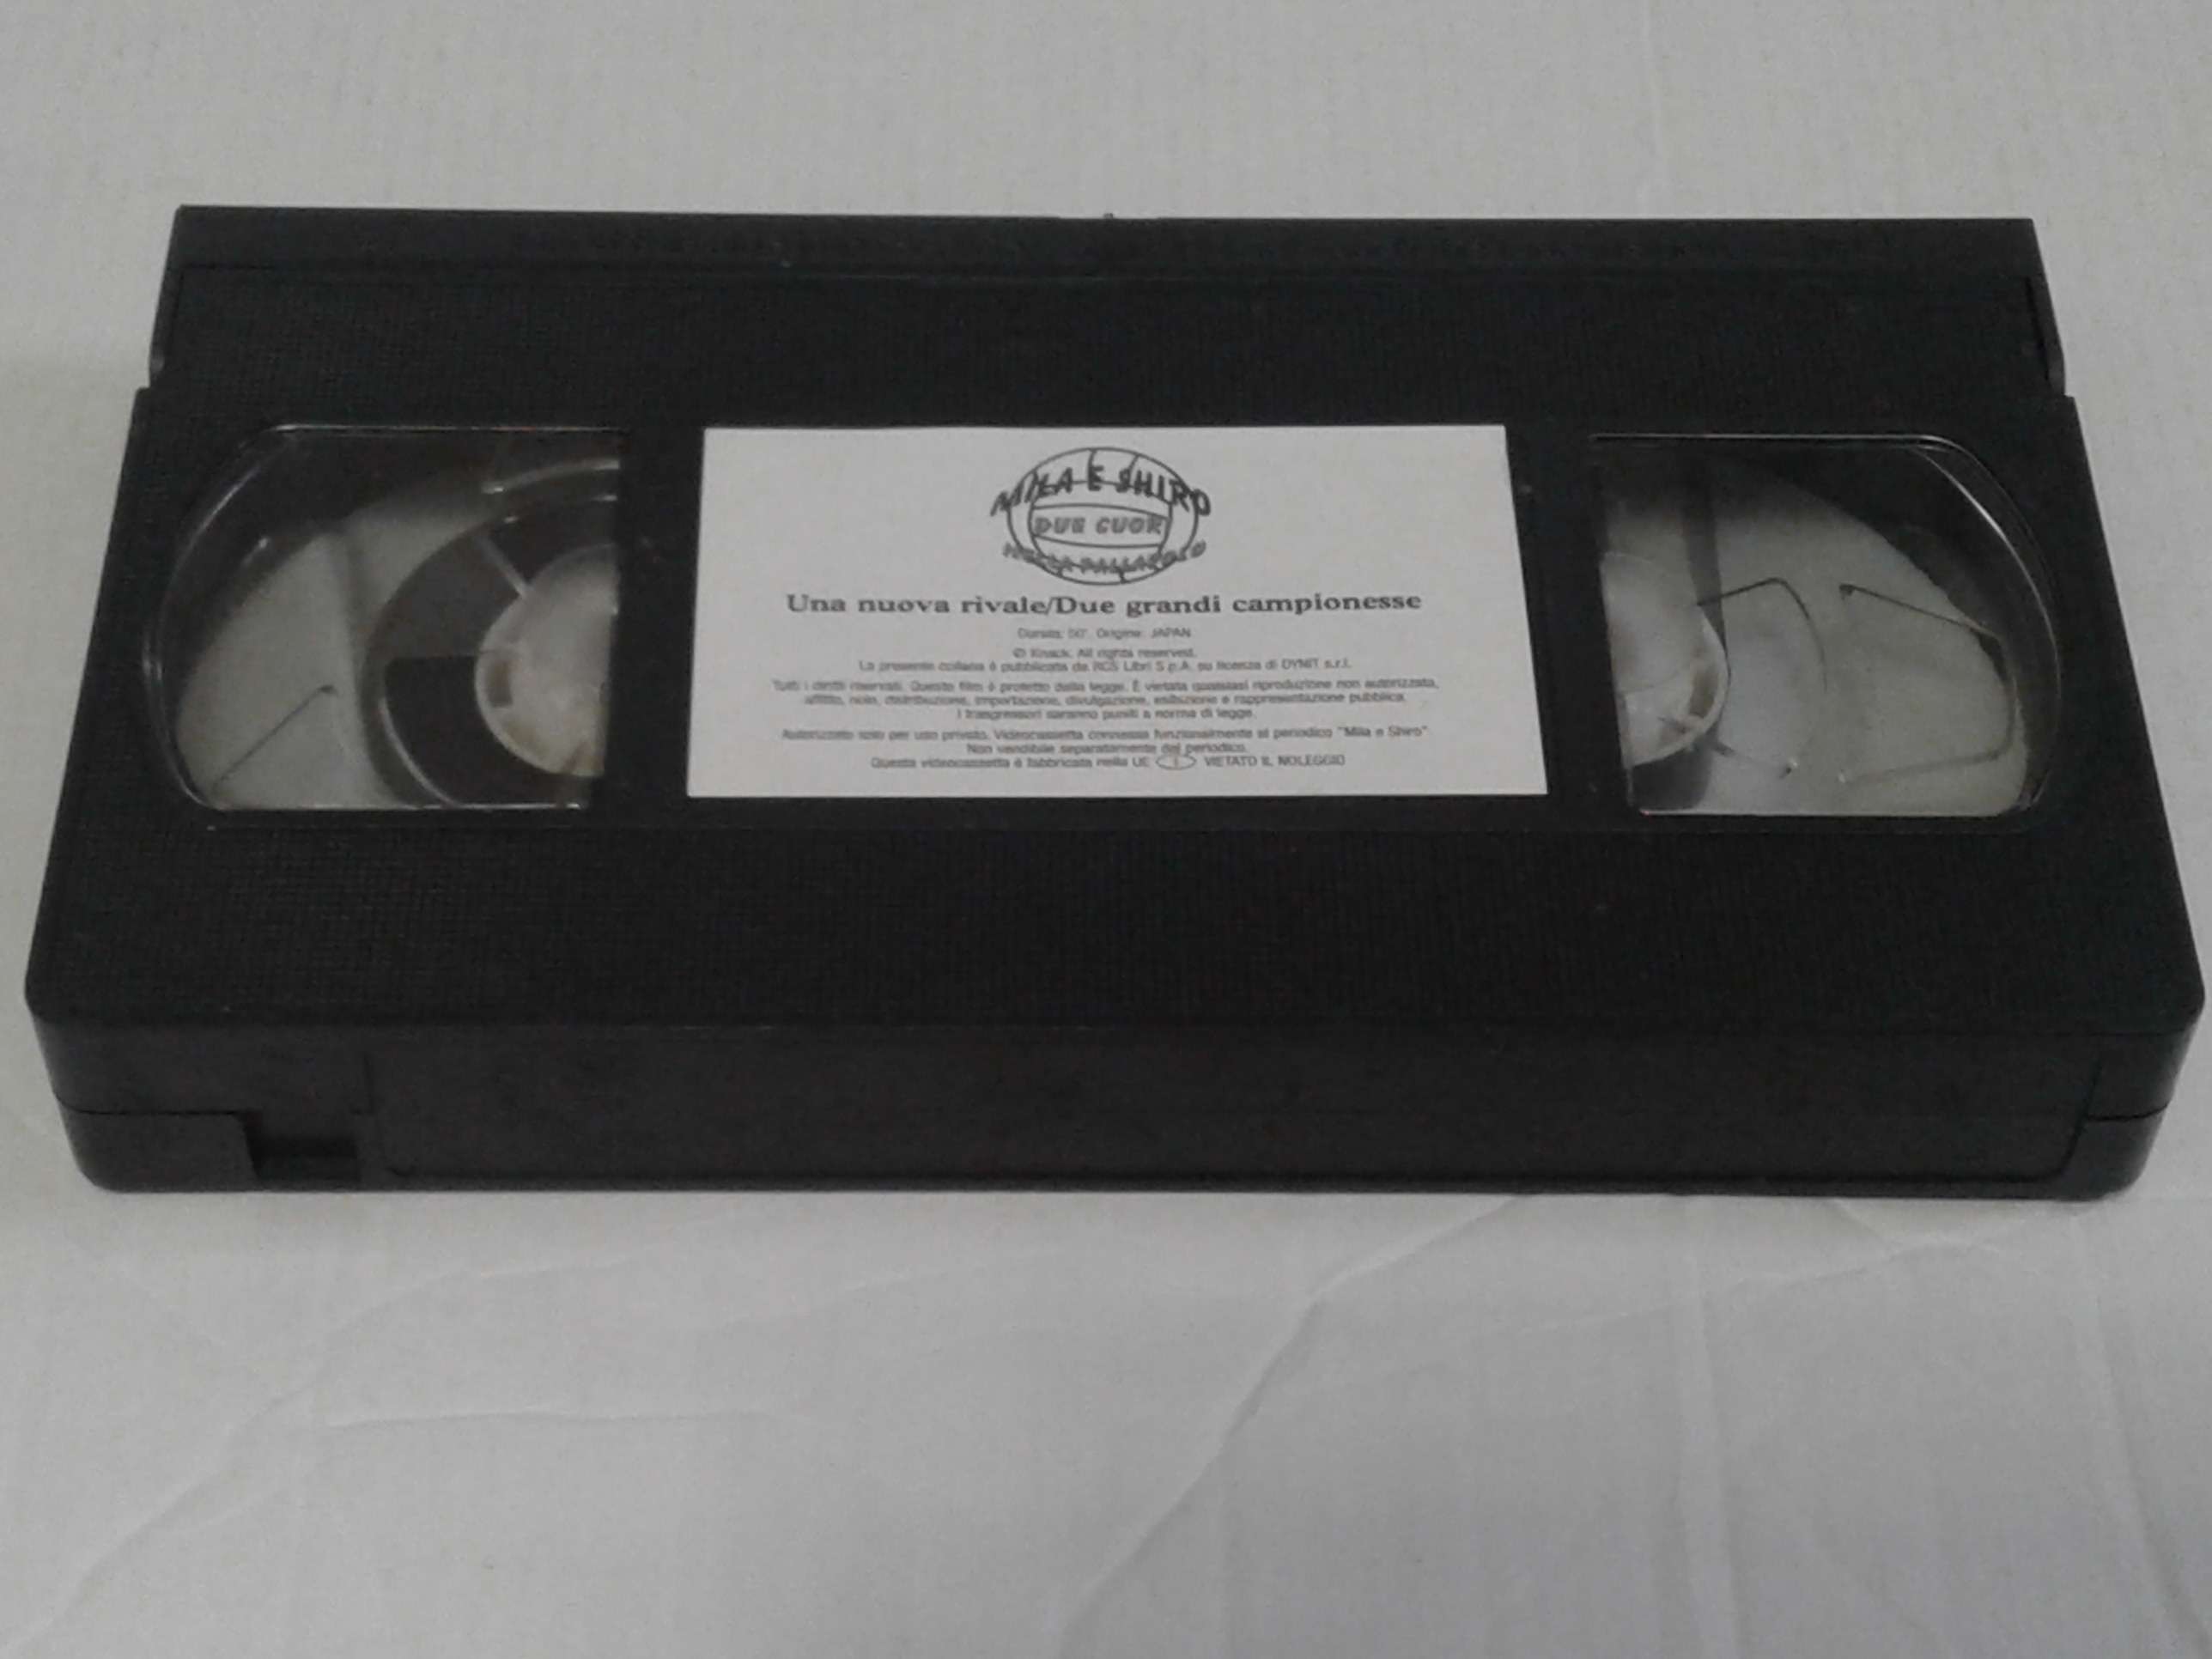 MILA E SHIRO
DUE CUORI
NELLA PALLAVOLO
Una nuova rivale/Due grandi campionesse
Durata: 50'. Origine: JAPAN
© Knack. All rights reserved.
La presente collana è pubblicata da RCS Libri S.p.A. su licenza di DYNIT s.r.l.
Tutti i diritti riservati. Questo film è protetto dalla legge. È vietata qualsiasi riproduzione non autorizzata,
affitto, nolo, distribuzione, importazione, divulgazione, esibizione e rappresentazione pubblica.
I trasgressori saranno puniti a norma di legge.
Autorizzato solo per uso privato. Videocassetta connessa funzionalmente al periodico "Mila e Shiro"
Non vendibile separatamente dal periodico.
Questa videocassetta è fabbricata nella UE VIETATO IL NOLEGGIO